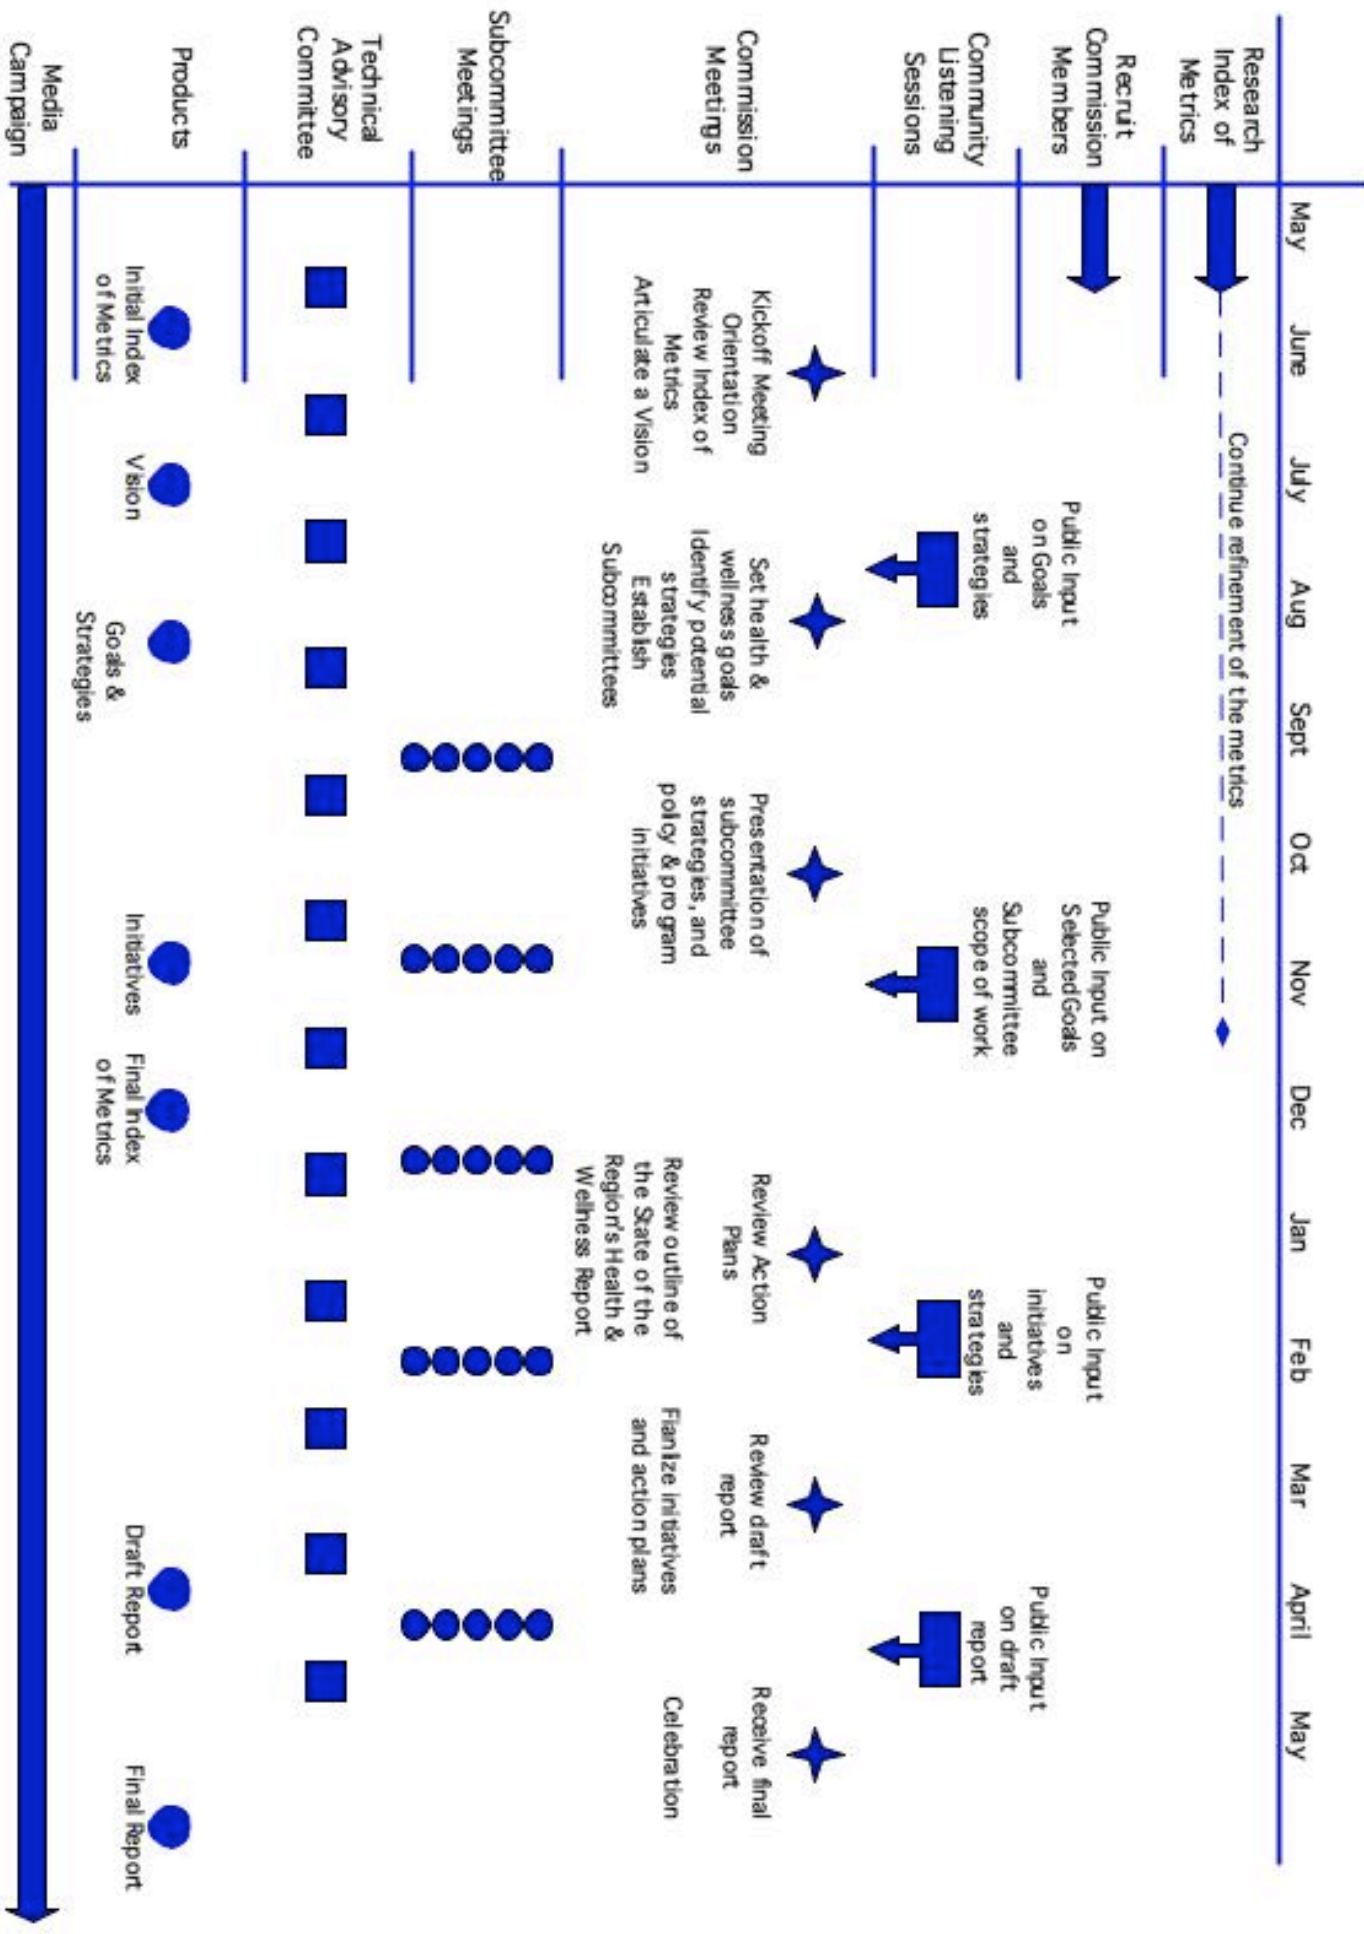 May
June
July
Aug
Sept
Oct
Nov
Dec
Jan
Feb
Mar
April
May
Research
Index of
Metrics
Continue refinement of the metrics
Recruit
Commission
Members
Community
Listening
Sessions
Public Input
on Goals
and
strategies
Public Input on
Selected Goals
and
Subcommittee
scope of work
Public Input
on
initiatives
and
strategies
Public Input
on draft
report
Commission
Meetings
Kickoff Meeting
Orientation
Review Index of
Metrics
Articulate a Vision
Set health &
wellness goals
Identify potential
strategies
Establish
Subcommittees
Presentation of
subcommittee
strategies, and
policy & program
initiatives
Review Action
Plans
Review outline of
the State of the
Region's Health &
Wellness Report
Review draft
report
Fianlize initiatives
and action plans
Receive final
report
Celebration
Subcommittee
Meetings
Technical
Advisory
Committee
Products
Initial Index
of Metrics
Vision
Goals &
Strategies
Initiatives
Final Index
of Metrics
Draft Report
Final Report
Media
Campaign